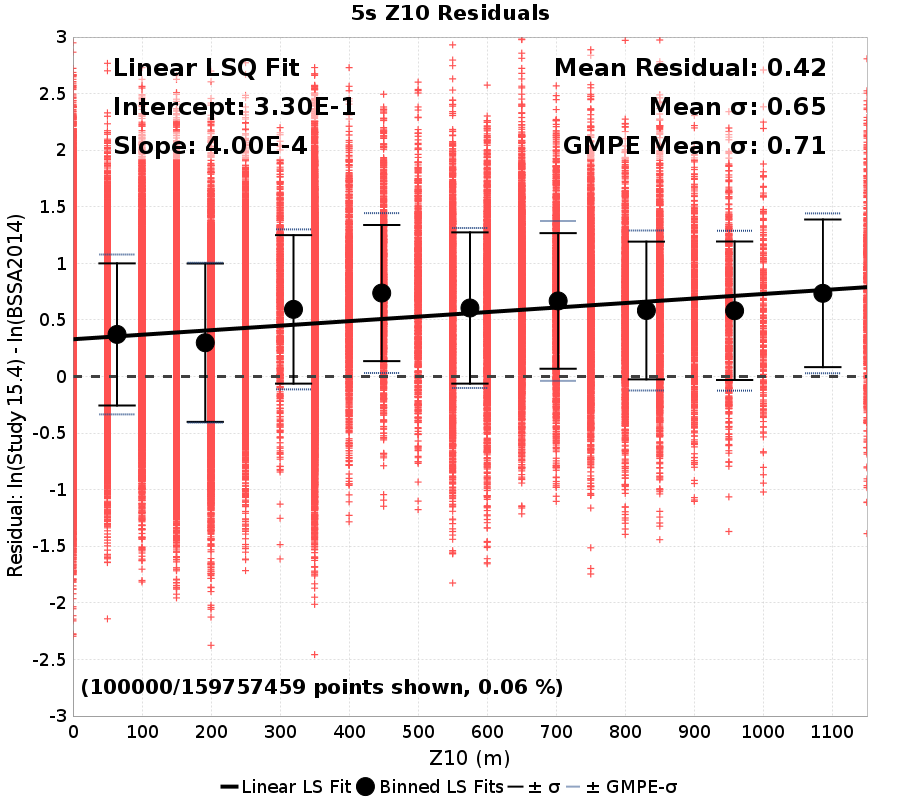 5s Z10 Residuals
Linear LSQ Fit
Intercept: 3.30E-1
Slope: 4.00E-4
Mean Residual: 0.42
Mean σ: 0.65
GMPE Mean σ: 0.71
Residual: ln(Study 15.4) - ln(BSSA2014)
3
2.5
2
1.5
1
0.5
0
-0.5
-1
-1.5
-2
-2.5
-3
(100000/159757459 points shown, 0.06 %)
0 100 200 300 400 500 600 700 800 900 1000 1100
Z10 (m)
Linear LS Fit Binned LS Fits ± σ ± GMPE-σ